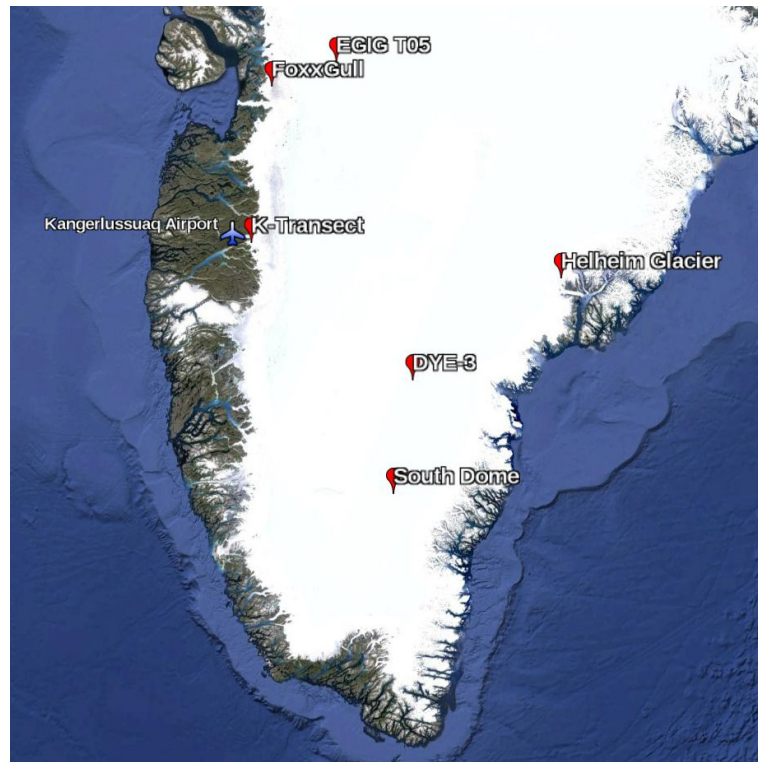 EGIG T05
FoxxGull
Kangerlussuaq Airport
K-Transect
Helheim Glacier
DYE-3
South Dome